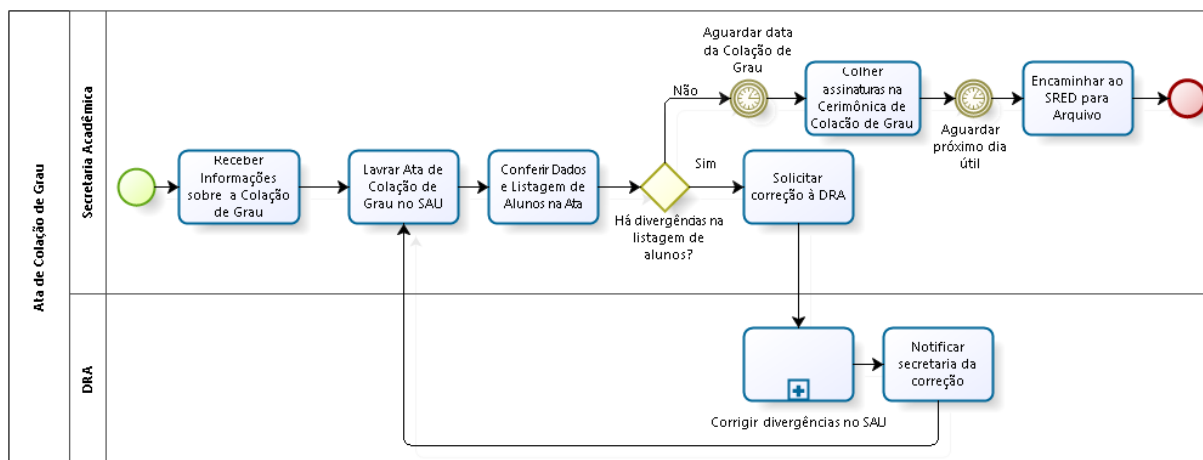 Ata de Colação de Grau
Secretaria Acadêmica
Receber
Informações
sobre a Colação
de Grau
Lavrar Ata de
Colação de
Grau no SAU
Conferir Dados
e Listagem de
Alunos na Ata
Há divergências na
listagem de
alunos?
Não
Aguardar data
da Colação de
Grau
Colher
assinaturas na
Cerimônica de
Colação de Grau
Aguardar
próximo dia
útil
Encaminhar ao
SRED para
Arquivo
Sim
Solicitar
correção à DRA
DRA
Corrigir divergências no SAU
Notificar
secretaria da
correção